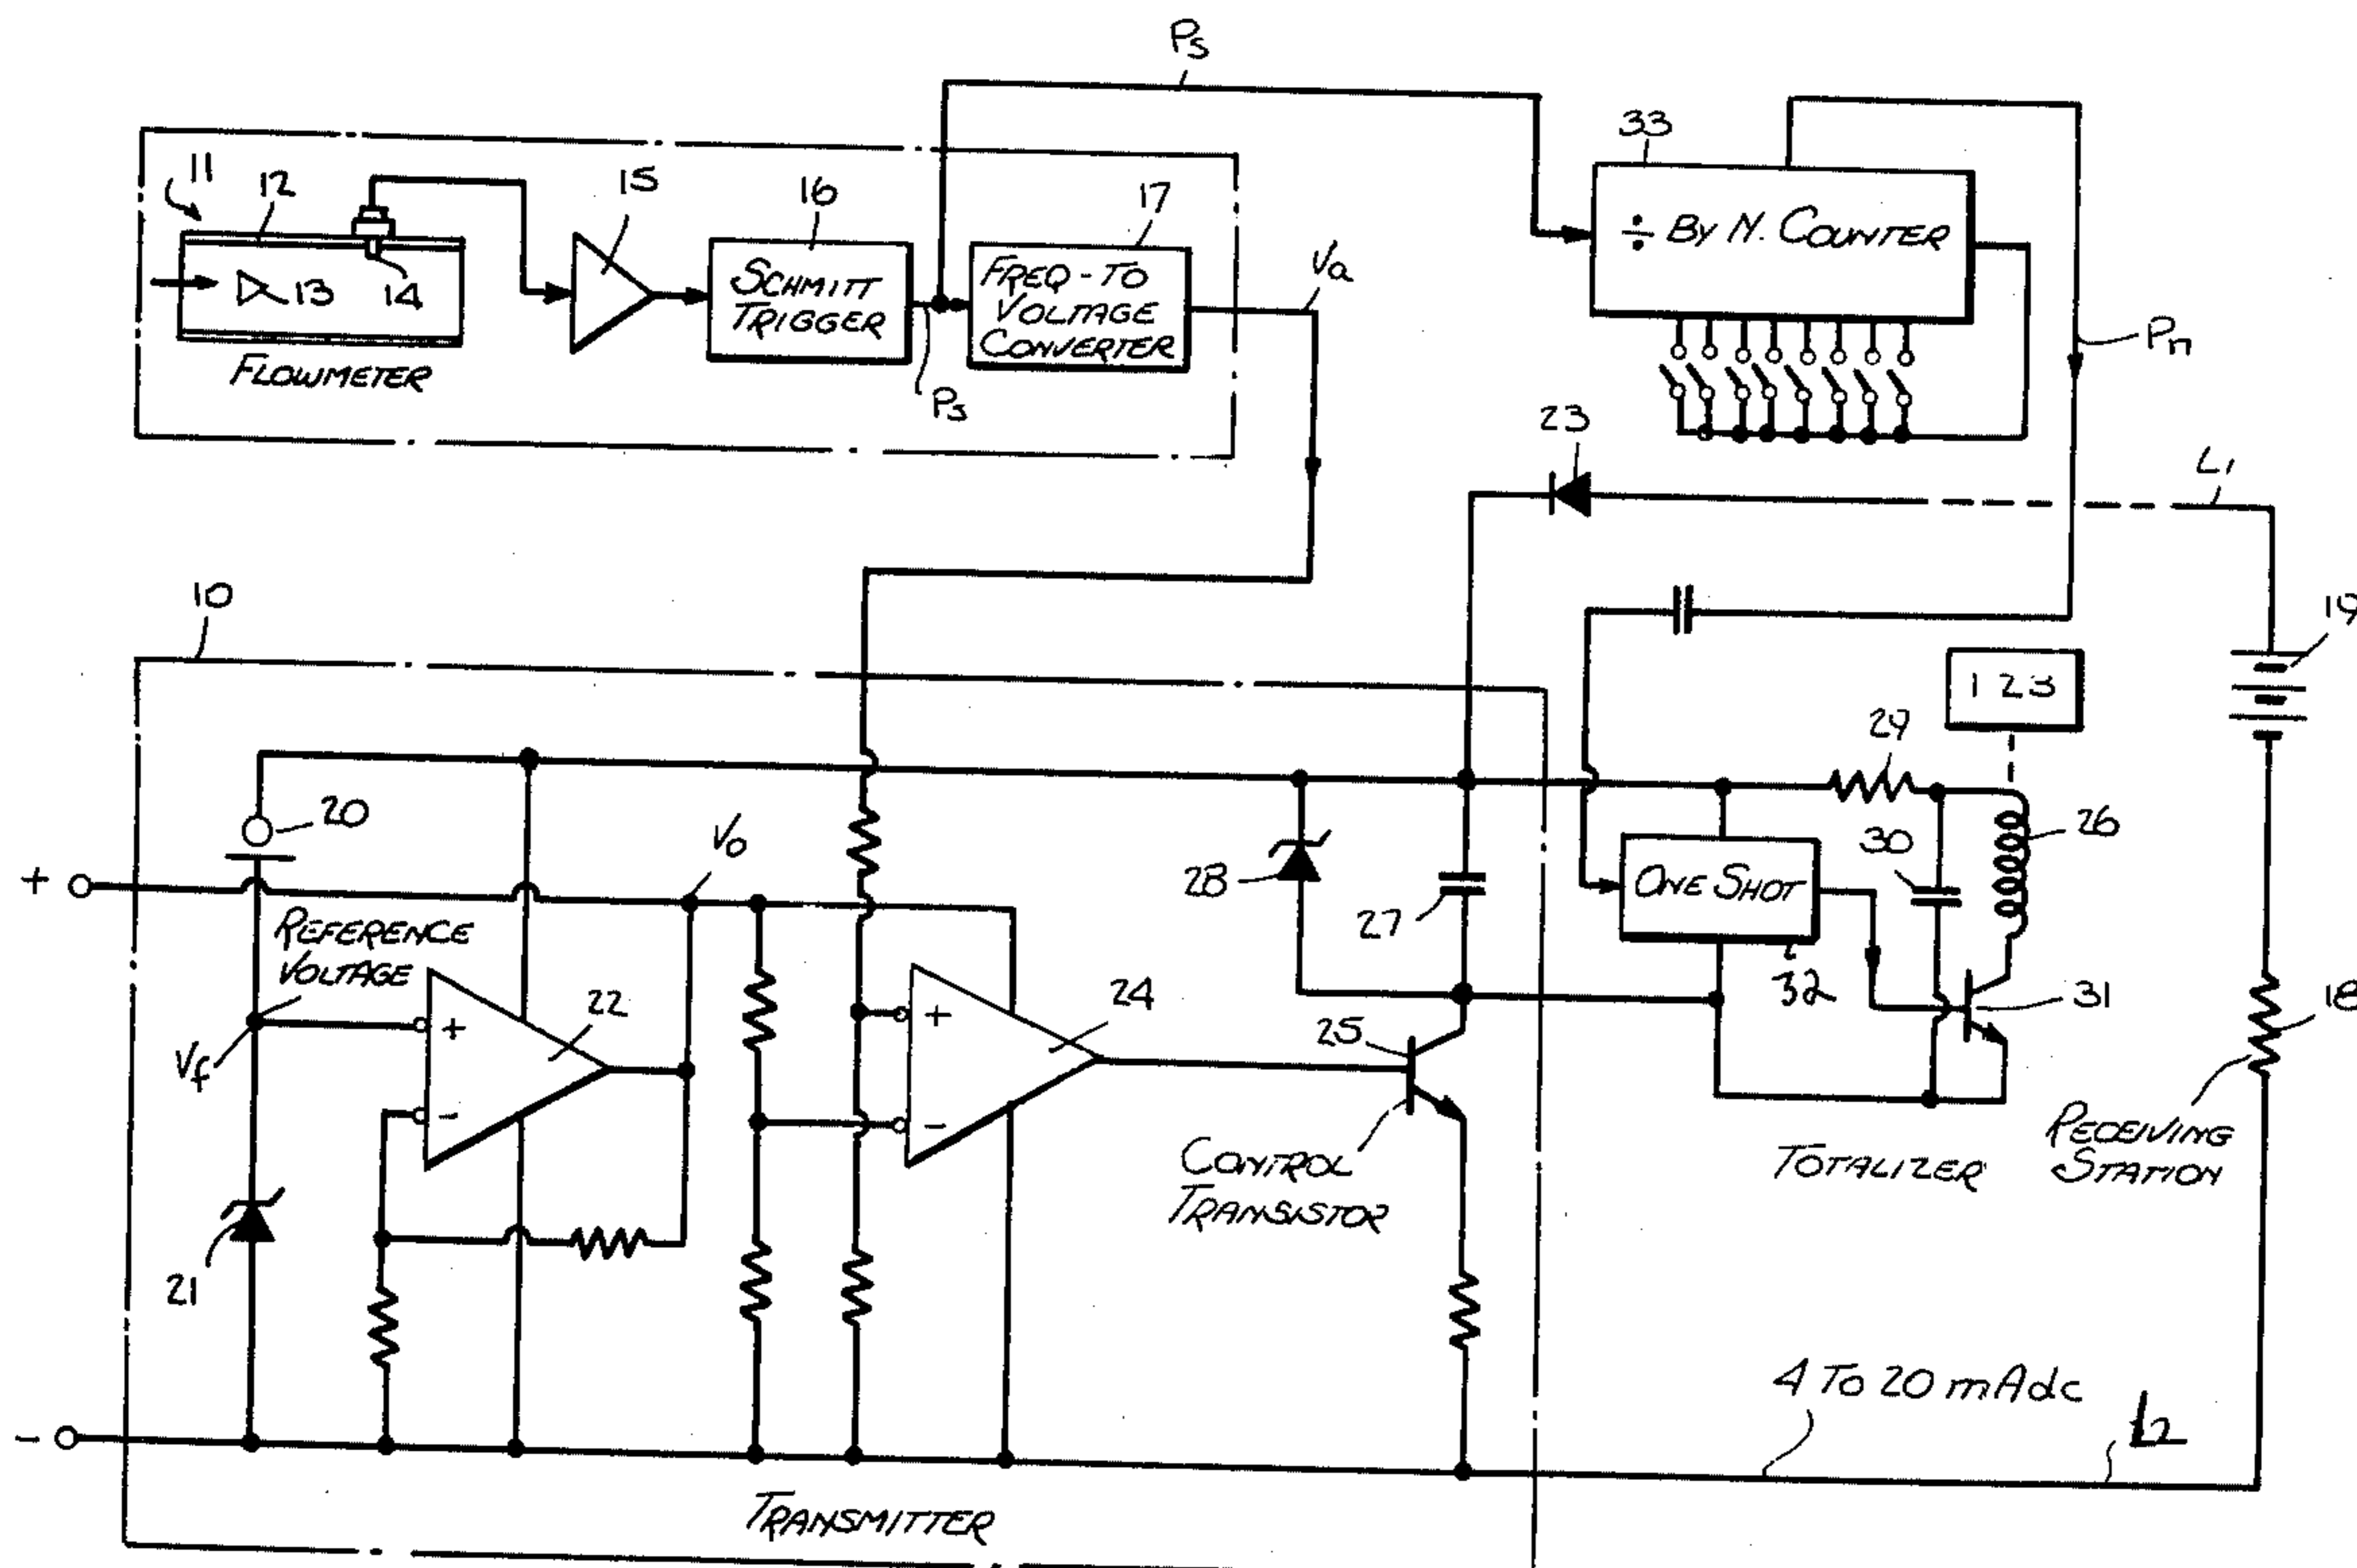 Ps
33
11
12
15
16
17
÷ By N. COUNTER
13
14
SCHMITT
TRIGGER
FREQ-TO
VOLTAGE
CONVERTER
Va
FLOWMETER
Ps
Pn
23
L1
10
19
1 2 3
29
20
Vo
28
27
ONE SHOT
30
26
+
REFERENCE
VOLTAGE
32
Vf
+
22
+
24
25
31
18
-
-
CONTROL
TRANSISTOR
TOTALIZER
RECEIVING
STATION
21
4 TO 20 mAdc
L2
-
TRANSMITTER